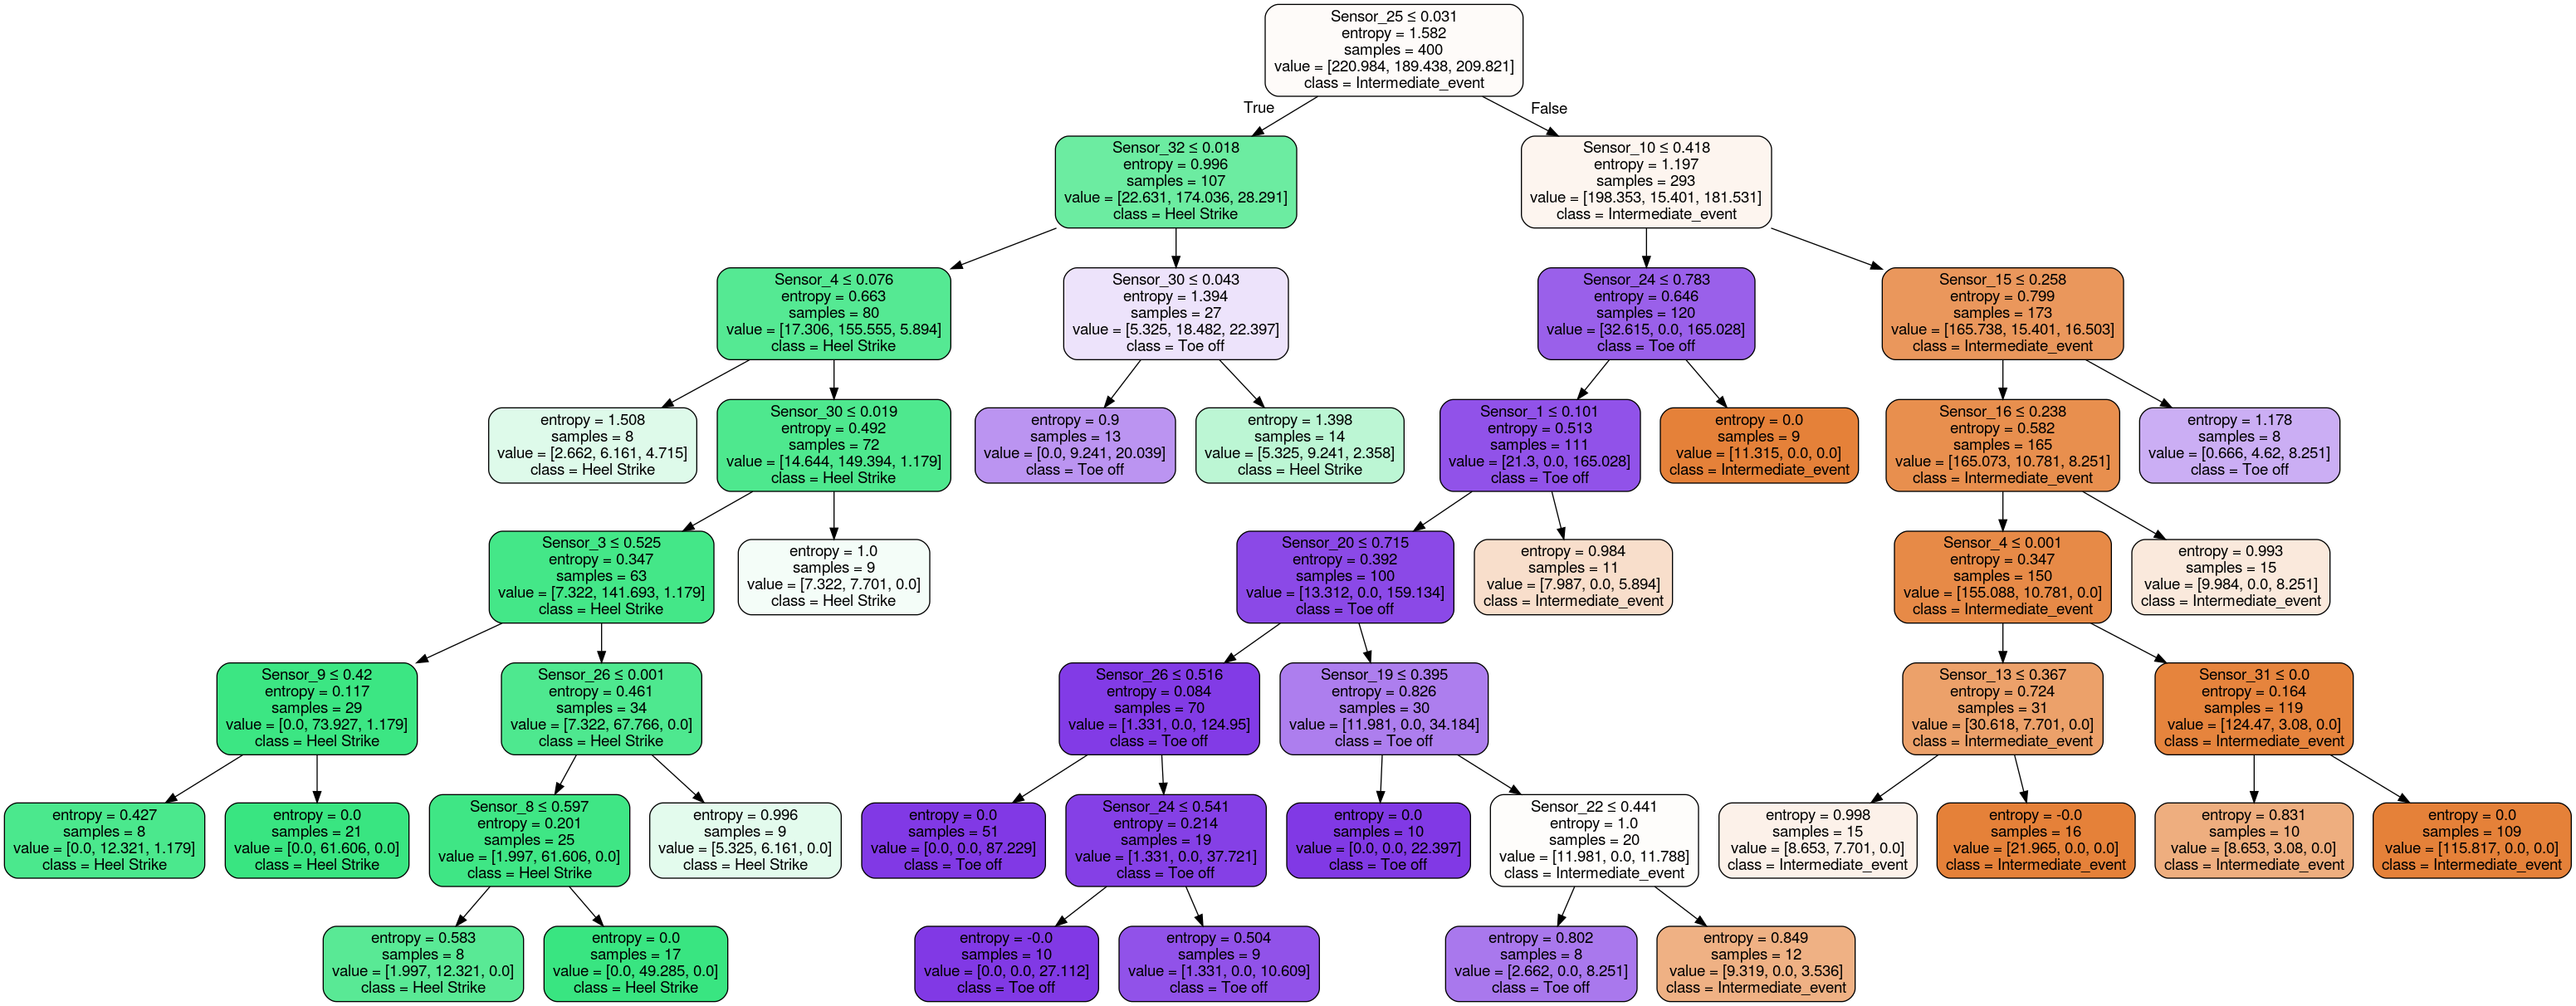 Sensor_25 ≤ 0.031
entropy = 1.582
samples = 400
value = [220.984, 189.438, 209.821]
class = Intermediate_event
True
False
Sensor_32 ≤ 0.018
entropy = 0.996
samples = 107
value = [22.631, 174.036, 28.291]
class = Heel Strike
Sensor_10 ≤ 0.418
entropy = 1.197
samples = 293
value = [198.353, 15.401, 181.531]
class = Intermediate_event
Sensor_4 ≤ 0.076
entropy = 0.663
samples = 80
value = [17.306, 155.555, 5.894]
class = Heel Strike
Sensor_30 ≤ 0.043
entropy = 1.394
samples = 27
value = [5.325, 18.482, 22.397]
class = Toe off
Sensor_24 ≤ 0.783
entropy = 0.646
samples = 120
value = [32.615, 0.0, 165.028]
class = Toe off
Sensor_15 ≤ 0.258
entropy = 0.799
samples = 173
value = [165.738, 15.401, 16.503]
class = Intermediate_event
entropy = 1.508
samples = 8
value = [2.662, 6.161, 4.715]
class = Heel Strike
Sensor_30 ≤ 0.019
entropy = 0.492
samples = 72
value = [14.644, 149.394, 1.179]
class = Heel Strike
entropy = 0.9
samples = 13
value = [0.0, 9.241, 20.039]
class = Toe off
entropy = 1.398
samples = 14
value = [5.325, 9.241, 2.358]
class = Heel Strike
Sensor_1 ≤ 0.101
entropy = 0.513
samples = 111
value = [21.3, 0.0, 165.028]
class = Toe off
entropy = 0.0
samples = 9
value = [11.315, 0.0, 0.0]
class = Intermediate_event
Sensor_16 ≤ 0.238
entropy = 0.582
samples = 165
value = [165.073, 10.781, 8.251]
class = Intermediate_event
entropy = 1.178
samples = 8
value = [0.666, 4.62, 8.251]
class = Toe off
Sensor_3 ≤ 0.525
entropy = 0.347
samples = 63
value = [7.322, 141.693, 1.179]
class = Heel Strike
entropy = 1.0
samples = 9
value = [7.322, 7.701, 0.0]
class = Heel Strike
Sensor_20 ≤ 0.715
entropy = 0.392
samples = 100
value = [13.312, 0.0, 159.134]
class = Toe off
entropy = 0.984
samples = 11
value = [7.987, 0.0, 5.894]
class = Intermediate_event
Sensor_4 ≤ 0.001
entropy = 0.347
samples = 150
value = [155.088, 10.781, 0.0]
class = Intermediate_event
entropy = 0.993
samples = 15
value = [9.984, 0.0, 8.251]
class = Intermediate_event
Sensor_9 ≤ 0.42
entropy = 0.117
samples = 29
value = [0.0, 73.927, 1.179]
class = Heel Strike
Sensor_26 ≤ 0.001
entropy = 0.461
samples = 34
value = [7.322, 67.766, 0.0]
class = Heel Strike
Sensor_26 ≤ 0.516
entropy = 0.084
samples = 70
value = [1.331, 0.0, 124.95]
class = Toe off
Sensor_19 ≤ 0.395
entropy = 0.826
samples = 30
value = [11.981, 0.0, 34.184]
class = Toe off
Sensor_13 ≤ 0.367
entropy = 0.724
samples = 31
value = [30.618, 7.701, 0.0]
class = Intermediate_event
Sensor_31 ≤ 0.0
entropy = 0.164
samples = 119
value = [124.47, 3.08, 0.0]
class = Intermediate_event
entropy = 0.427
samples = 8
value = [0.0, 12.321, 1.179]
class = Heel Strike
entropy = 0.0
samples = 21
value = [0.0, 61.606, 0.0]
class = Heel Strike
Sensor_8 ≤ 0.597
entropy = 0.201
samples = 25
value = [1.997, 61.606, 0.0]
class = Heel Strike
entropy = 0.996
samples = 9
value = [5.325, 6.161, 0.0]
class = Heel Strike
entropy = 0.0
samples = 51
value = [0.0, 0.0, 87.229]
class = Toe off
Sensor_24 ≤ 0.541
entropy = 0.214
samples = 19
value = [1.331, 0.0, 37.721]
class = Toe off
entropy = 0.0
samples = 10
value = [0.0, 0.0, 22.397]
class = Toe off
Sensor_22 ≤ 0.441
entropy = 1.0
samples = 20
value = [11.981, 0.0, 11.788]
class = Intermediate_event
entropy = 0.998
samples = 15
value = [8.653, 7.701, 0.0]
class = Intermediate_event
entropy = -0.0
samples = 16
value = [21.965, 0.0, 0.0]
class = Intermediate_event
entropy = 0.831
samples = 10
value = [8.653, 3.08, 0.0]
class = Intermediate_event
entropy = 0.0
samples = 109
value = [115.817, 0.0, 0.0]
class = Intermediate_event
entropy = 0.583
samples = 8
value = [1.997, 12.321, 0.0]
class = Heel Strike
entropy = 0.0
samples = 17
value = [0.0, 49.285, 0.0]
class = Heel Strike
entropy = -0.0
samples = 10
value = [0.0, 0.0, 27.112]
class = Toe off
entropy = 0.504
samples = 9
value = [1.331, 0.0, 10.609]
class = Toe off
entropy = 0.802
samples = 8
value = [2.662, 0.0, 8.251]
class = Toe off
entropy = 0.849
samples = 12
value = [9.319, 0.0, 3.536]
class = Intermediate_event